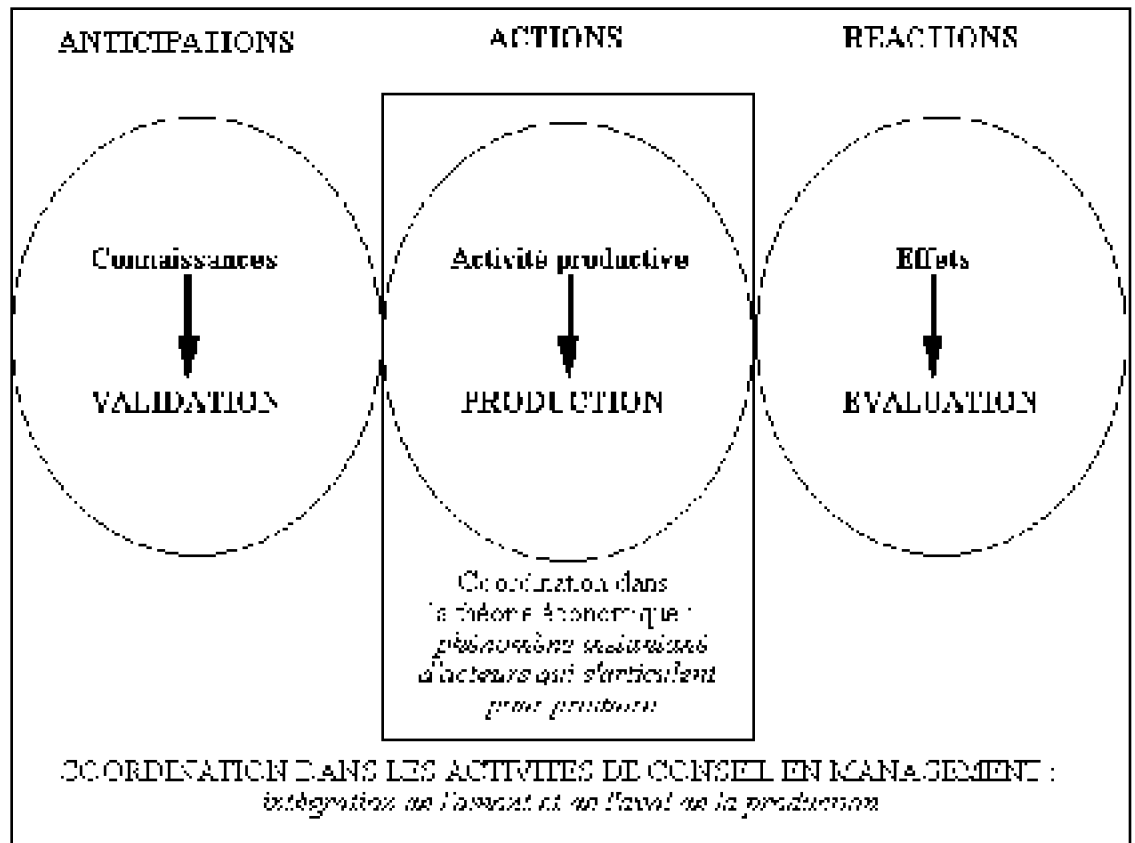 ANTICIPATIONS
ACTIONS
REACTIONS
Connaissances
VALIDATION
Activité productive
PRODUCTION
Effets
EVALUATION
Coordination dans
la théorie économique :
phénomène instantané
d'acteurs qui s'articulent
pour produire
COORDINATION DANS LES ACTIVITES DE CONSEIL EN MANAGEMENT :
intégration de l'amont et de l'aval de la production